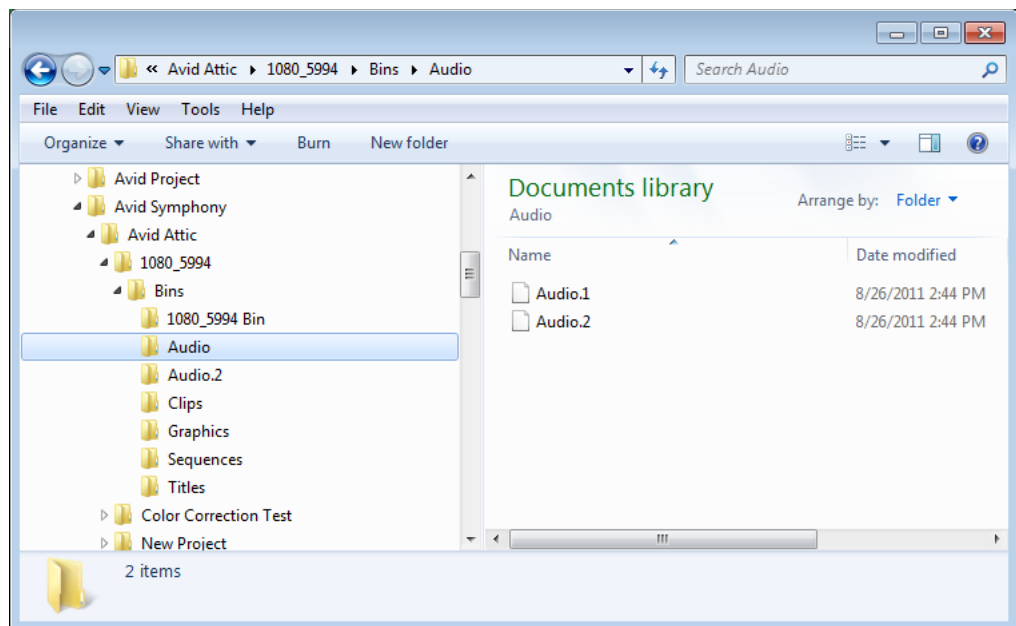 « Avid Attic ▸ 1080_5994 ▸ Bins ▸ Audio
Search Audio
File Edit View Tools Help
Organize Share with Burn New folder
Avid Project
Avid Symphony
Avid Attic
1080_5994
Bins
1080_5994 Bin
Audio
Audio.2
Clips
Graphics
Sequences
Titles
Color Correction Test
New Project
Documents library
Audio
Arrange by: Folder
Name Date modified
Audio.1 8/26/2011 2:44 PM
Audio.2 8/26/2011 2:44 PM
2 items